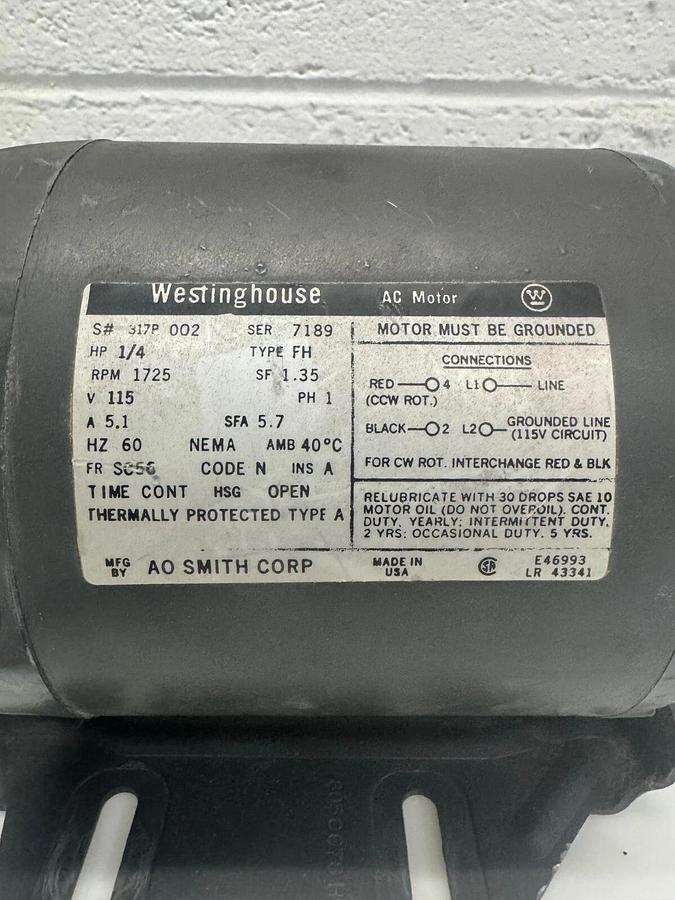 Westinghouse AC Motor W
S# 317P 002 SER 7189
HP 1/4 TYPE FH
RPM 1725 SF 1.35
V 115 PH 1
A 5.1 SFA 5.7
HZ 60 NEMA AMB 40°C
FR S056 CODE N INS A
TIME CONT HSG OPEN
THERMALLY PROTECTED TYPE A
MOTOR MUST BE GROUNDED
CONNECTIONS
RED 4 L1 LINE
(CCW ROT.)
BLACK 2 L2 GROUNDED LINE
(115V CIRCUIT)
FOR CW ROT. INTERCHANGE RED & BLK
RELUBRICATE WITH 30 DROPS SAE 10
MOTOR OIL (DO NOT OVEROIL). CONT.
DUTY, YEARLY; INTERMITTENT DUTY,
2 YRS; OCCASIONAL DUTY, 5 YRS.
MFG
BY AO SMITH CORP
MADE IN
USA
SA
E46993
LR 43341